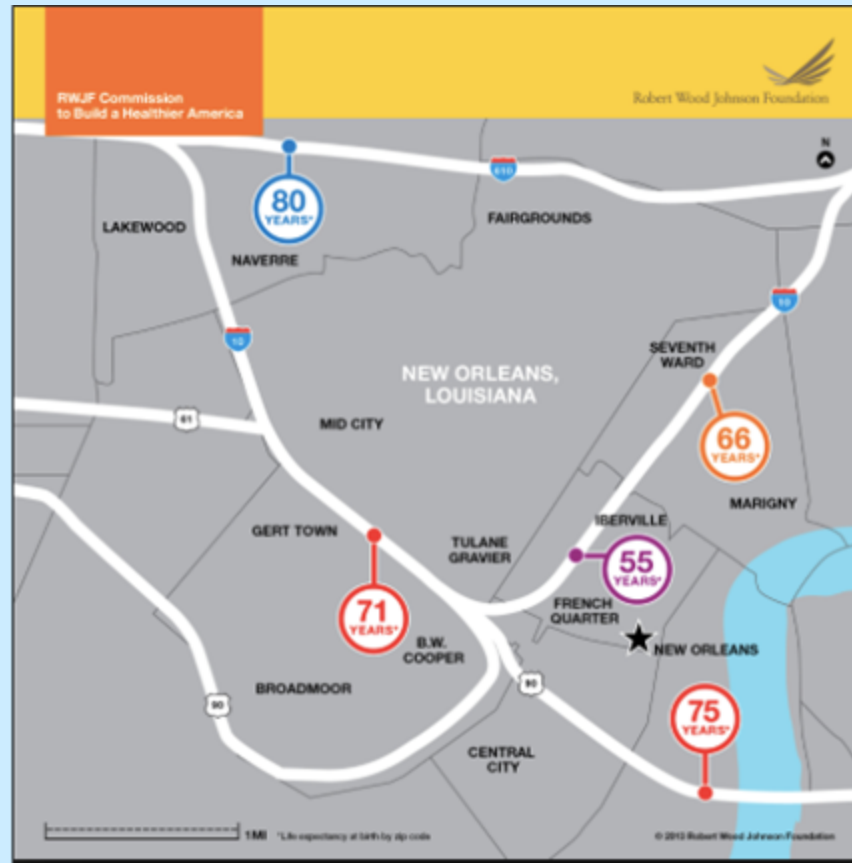 RWJF Commission
to Build a Healthier America
Robert Wood Johnson Foundation
N
610
80
YEARS*
LAKEWOOD
FAIRGROUNDS
NAVERRE
10
10
SEVENTH
WARD
NEW ORLEANS,
LOUISIANA
61
MID CITY
66
YEARS*
MARIGNY
IBERVILLE
GERT TOWN
TULANE
GRAVIER
55
YEARS*
71
YEARS*
FRENCH
QUARTER
B.W.
COOPER
NEW ORLEANS
90
BROADMOOR
90
75
YEARS*
CENTRAL
CITY
1MI
*Life expectancy at birth by zip code
© 2013 Robert Wood Johnson Foundation